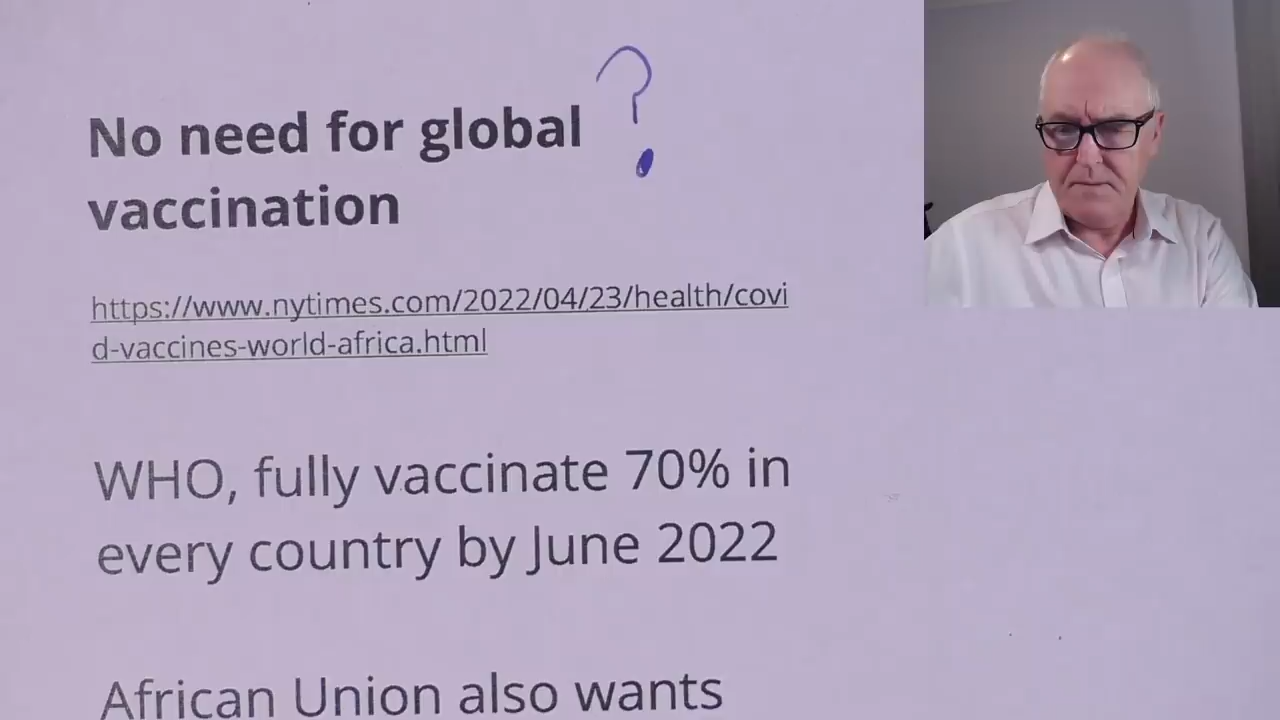 No need for global ?
vaccination
https://www.nytimes.com/2022/04/23/health/covi
d-vaccines-world-africa.html
WHO, fully vaccinate 70% in
every country by June 2022
African Union also wants